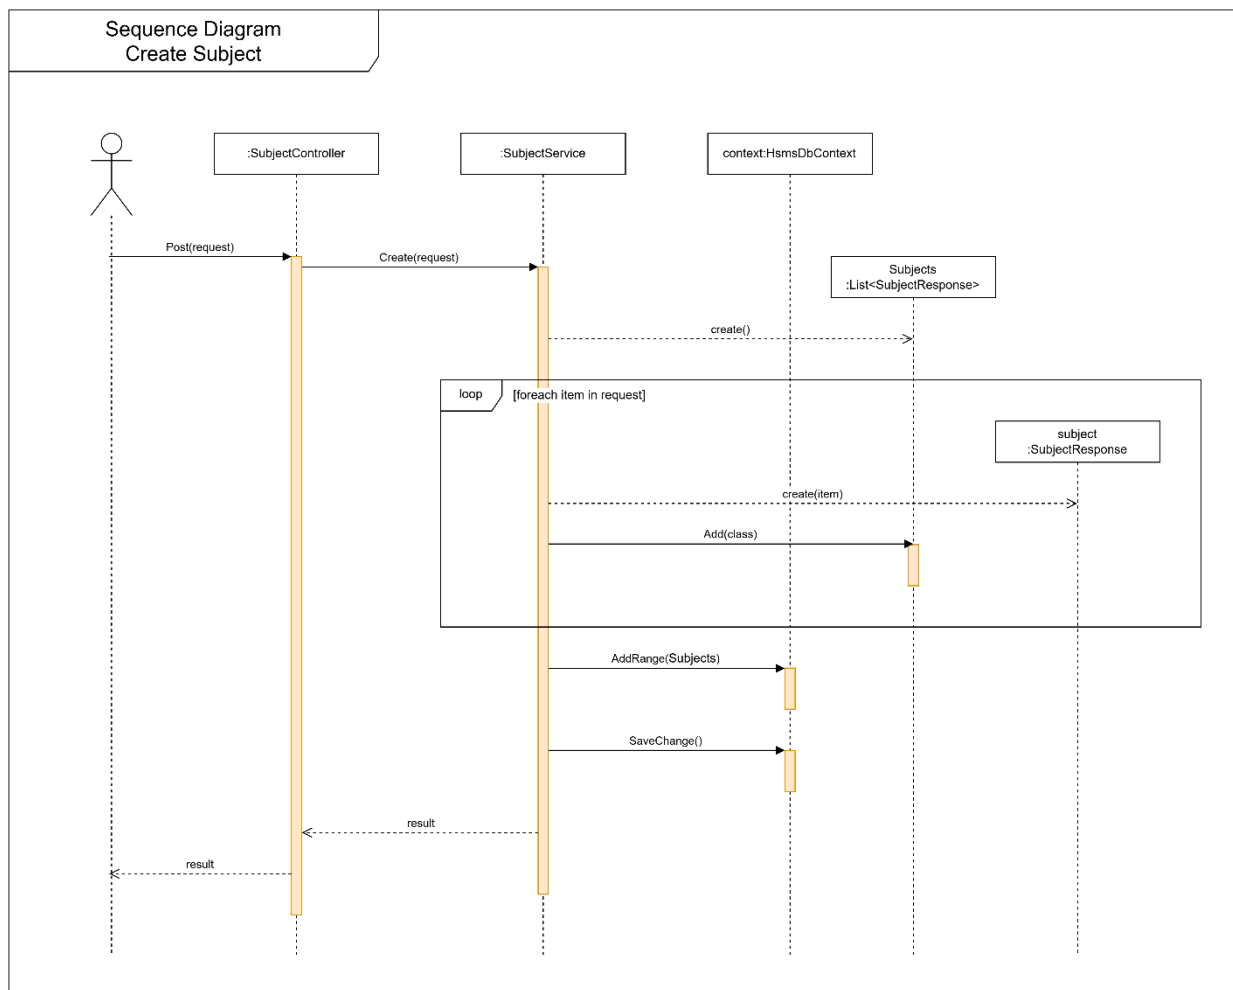 Sequence Diagram
Create Subject
:SubjectController
:SubjectService
context:HsmsDbContext
Post(request)
Create(request)
Subjects
:List<SubjectResponse>
create()
loop
[foreach item in request]
subject
:SubjectResponse
create(item)
Add(class)
AddRange(Subjects)
SaveChange()
result
result